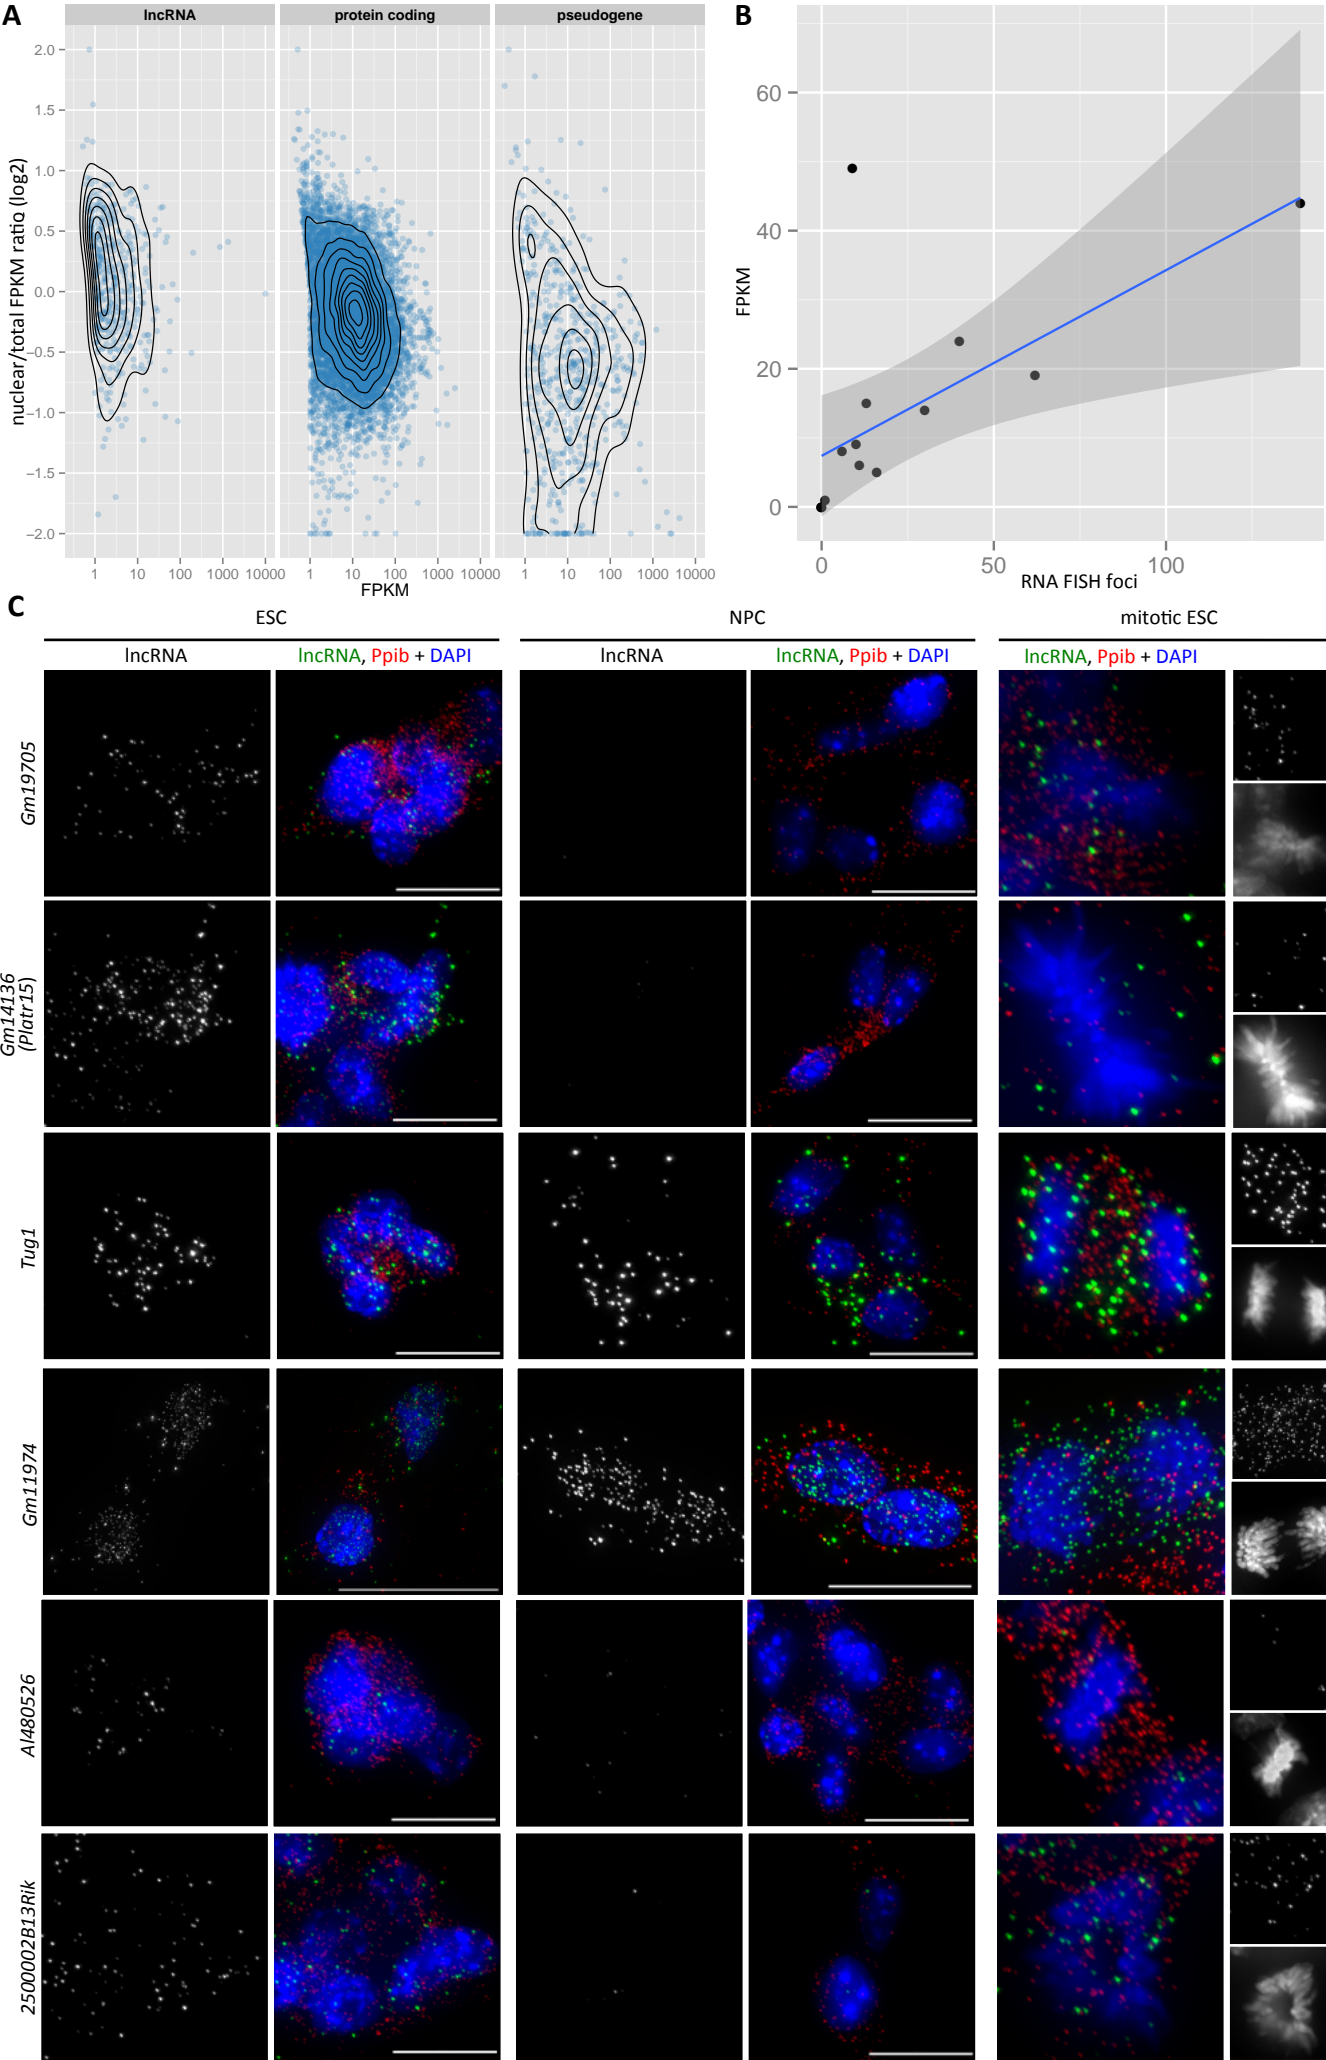 A
lncRNA
protein coding
pseudogene
nuclear/total FPKM ratio (log2)
2.0
1.5
1.0
0.5
0.0
−0.5
−1.0
−1.5
−2.0
1 10 100 1000 10000
1 10 100 1000 10000
1 10 100 1000 10000
FPKM
B
FPKM
60
40
20
0
0 50 100
RNA FISH foci
C
ESC NPC mitotic ESC
lncRNA lncRNA, Ppib + DAPI lncRNA lncRNA, Ppib + DAPI lncRNA, Ppib + DAPI
Gm19705
Gm14136
(Platr15)
Tug1
Gm11974
AI480526
2500002B13Rik